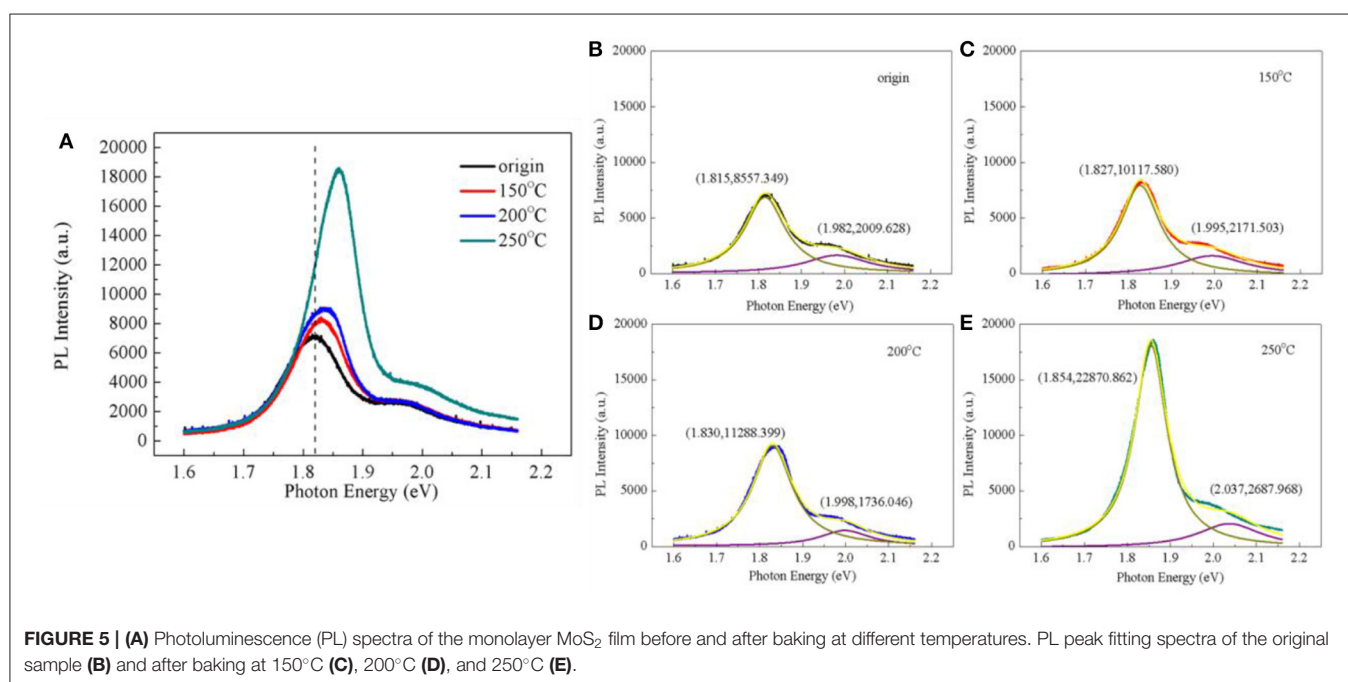 A
20000
18000
16000
14000
12000
10000
8000
6000
4000
2000
0
PL Intensity (a.u.)
origin
150°C
200°C
250°C
1.6 1.7 1.8 1.9 2.0 2.1 2.2
Photon Energy (eV)
B
20000
15000
10000
5000
0
PL Intensity (a.u.)
origin
(1.815,8557.349)
(1.982,2009.628)
1.6 1.7 1.8 1.9 2.0 2.1 2.2
Photon Energy (eV)
C
20000
15000
10000
5000
0
PL Intensity (a.u.)
150°C
(1.827,10117.580)
(1.995,2171.503)
1.6 1.7 1.8 1.9 2.0 2.1 2.2
Photon Energy (eV)
D
20000
15000
10000
5000
0
PL Intensity (a.u.)
200°C
(1.830,11288.399)
(1.998,1736.046)
1.6 1.7 1.8 1.9 2.0 2.1 2.2
Photon Energy (eV)
E
20000
15000
10000
5000
0
PL Intensity (a.u.)
250°C
(1.854,22870.862)
(2.037,2687.968)
1.6 1.7 1.8 1.9 2.0 2.1 2.2
Photon Energy (eV)
FIGURE 5 | (A) Photoluminescence (PL) spectra of the monolayer MoS₂ film before and after baking at different temperatures. PL peak fitting spectra of the original
sample (B) and after baking at 150°C (C), 200°C (D), and 250°C (E).